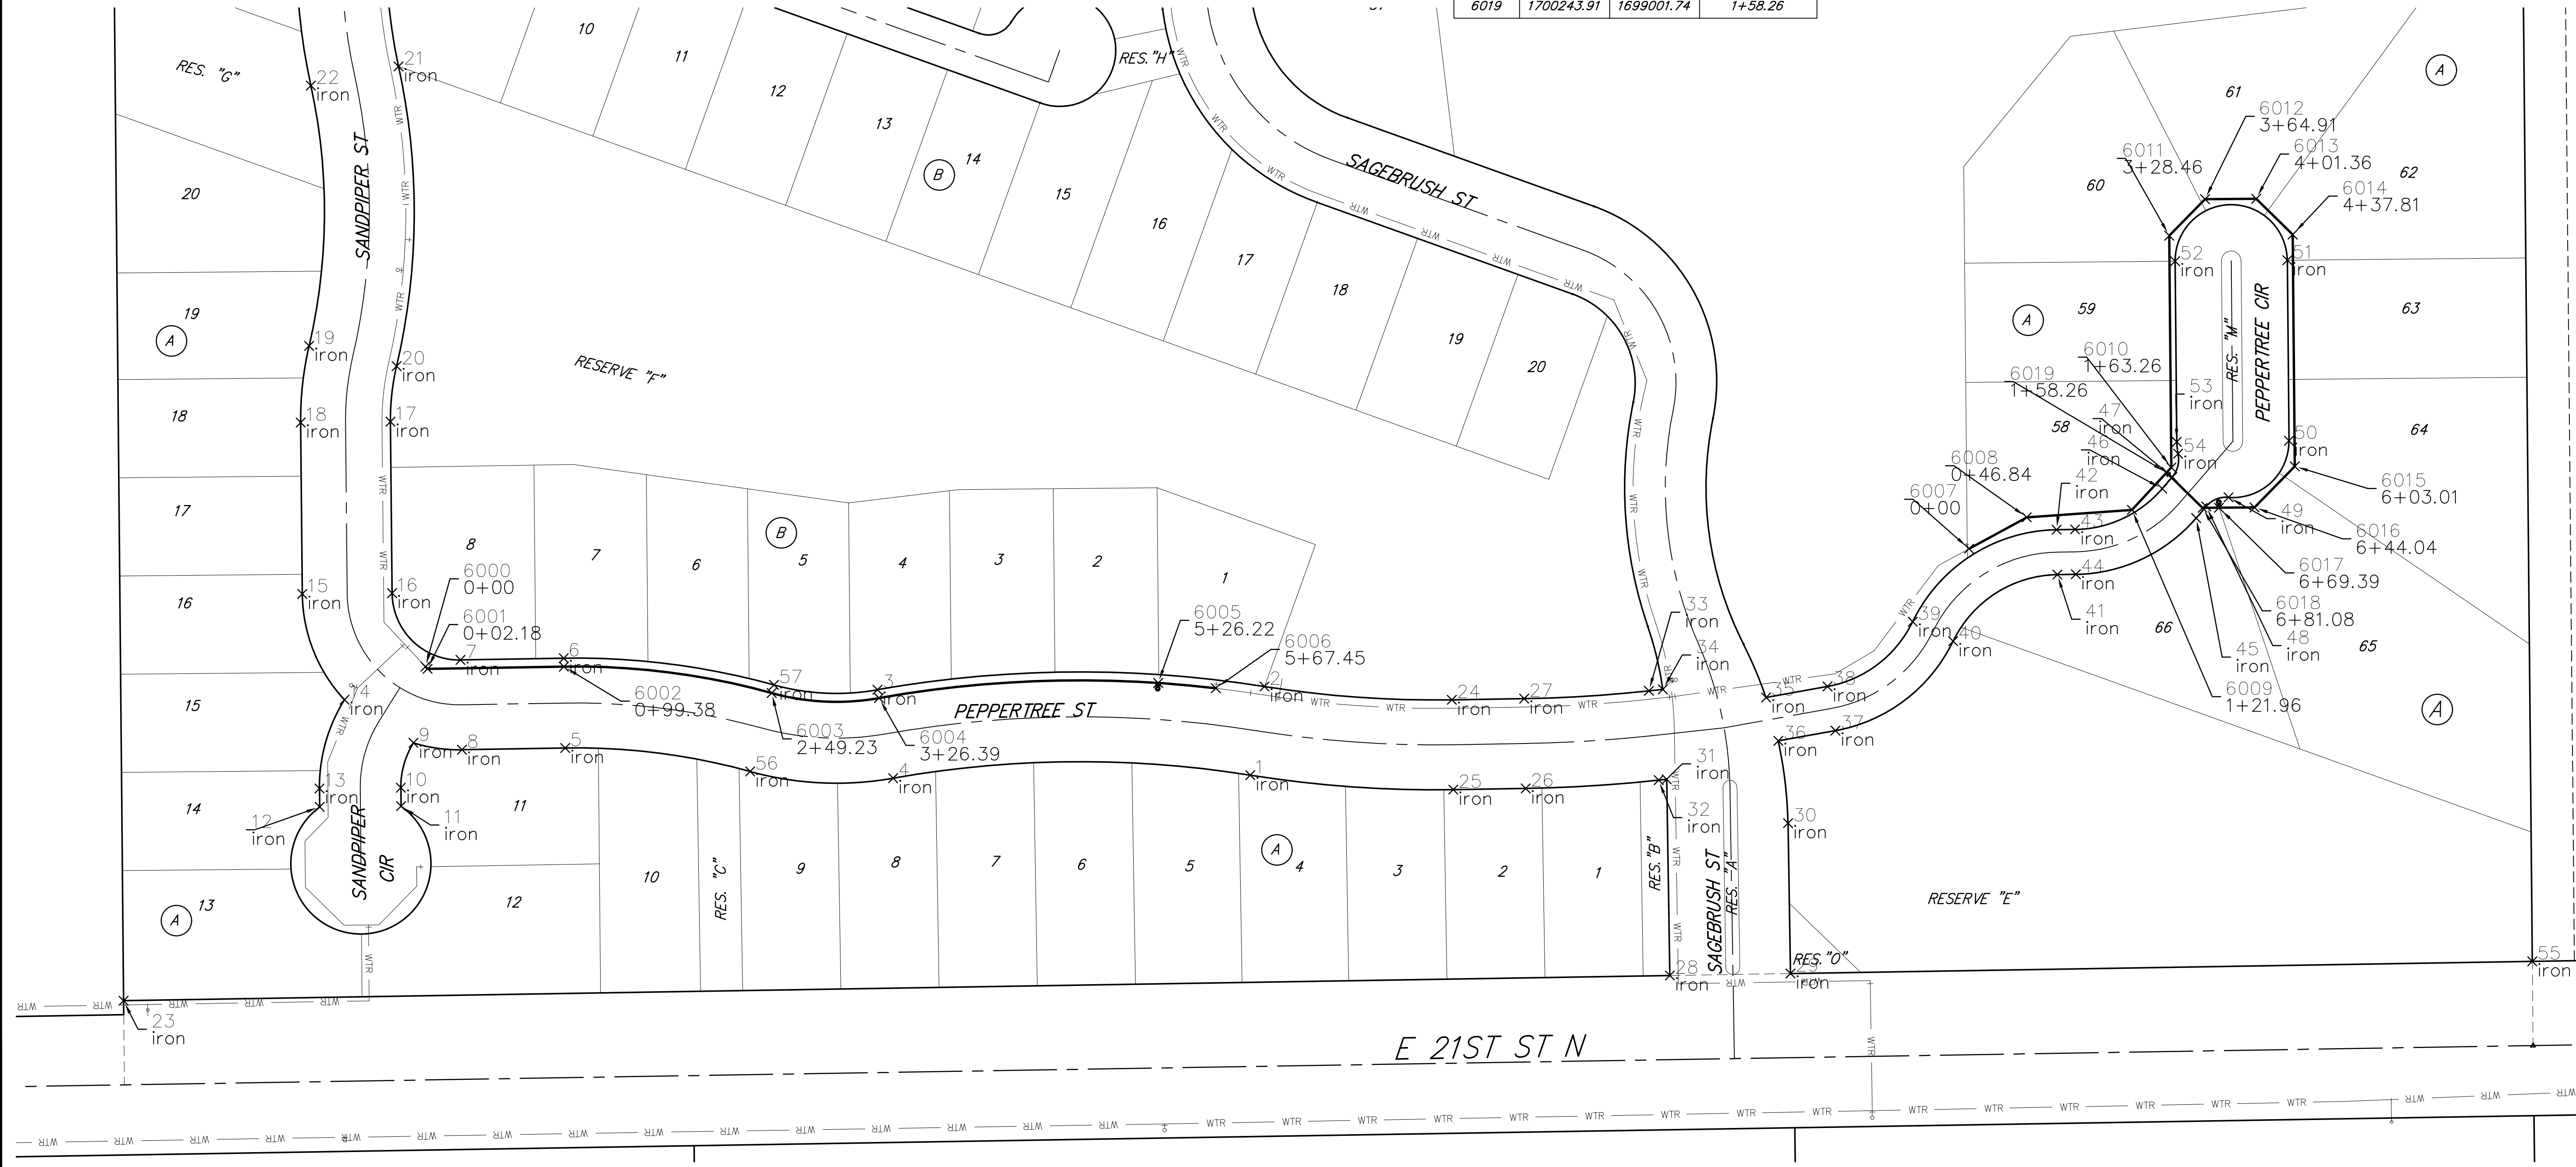 6019 1700243.91 1699001.74 1+58.26
RES. "G"
22
iron
21
iron
10
11
12
13
14
15
16
17
18
19
20
B
RES. "H"
WTR
SAGEBRUSH ST
SANDPIPER ST
RESERVE "F"
20
19
A
18
17
16
15
14
13
A
19
iron
20
iron
18
iron
17
iron
15
iron
16
iron
6000
0+00
6001
0+02.18
7
iron
6
iron
6002
0+99.38
57
iron
6003
2+49.23
3
iron
6004
3+26.39
PEPPERTREE ST
6005
5+26.22
6006
5+67.45
2
iron
24
iron
27
iron
33
iron
34
iron
35
iron
38
iron
36
iron
37
iron
8
7
6
B
5
4
3
2
1
14
iron
9
iron
8
iron
5
iron
56
iron
4
iron
1
iron
25
iron
26
iron
31
iron
32
iron
13
iron
10
iron
12
iron
11
iron
SANDPIPER
CIR
11
12
10
RES. "C"
9
8
7
6
5
A
4
3
2
1
RES. "B"
SAGEBRUSH ST
RES. "A"
30
iron
28
iron
29
iron
RES. "O"
RESERVE "E"
55
iron
23
iron
E 21ST ST N
A
61
6012
3+64.91
6013
4+01.36
6011
3+28.46
62
6014
4+37.81
60
52
iron
51
iron
A
59
63
RES. "M"
PEPPERTREE CIR
6010
1+63.26
6019
1+58.26
53
iron
47
iron
58
46
iron
54
iron
50
iron
64
6008
0+46.84
42
iron
6007
0+00
43
iron
6015
6+03.01
49
iron
6016
6+44.04
6017
6+69.39
44
iron
6018
6+81.08
41
iron
48
iron
45
iron
66
65
39
iron
40
iron
6009
1+21.96
A
WTR